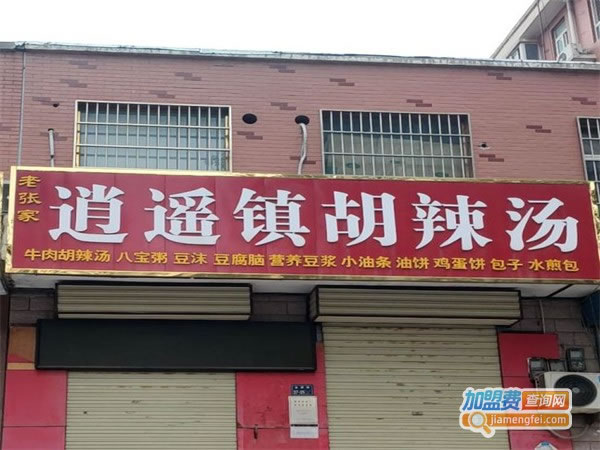 老张家
逍遥镇胡辣汤
牛肉胡辣汤 八宝粥 豆沫 豆腐脑 营养豆浆 小油条 油饼 鸡蛋饼 包子 水煎包
加盟费查询网
jiamengfei.com